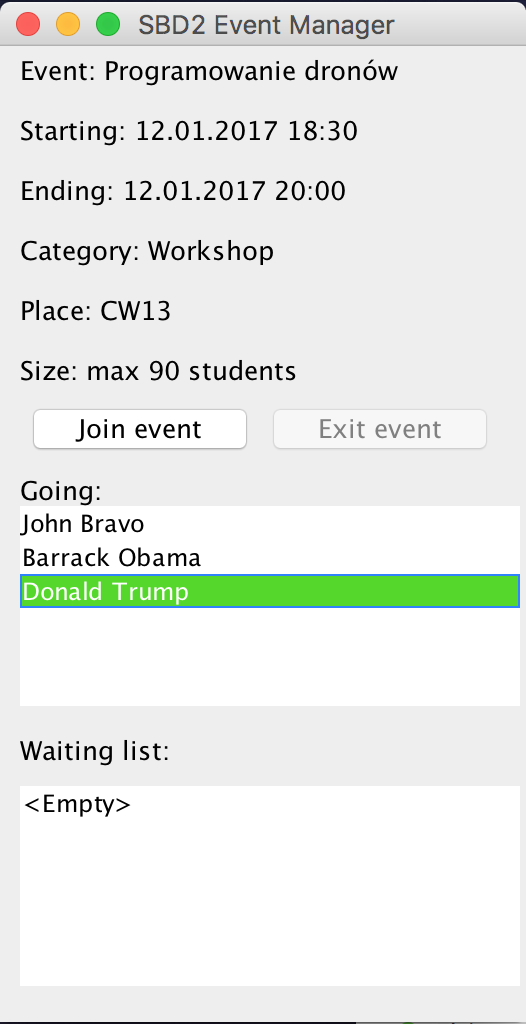 SBD2 Event Manager
Event: Programowanie dronów
Starting: 12.01.2017 18:30
Ending: 12.01.2017 20:00
Category: Workshop
Place: CW13
Size: max 90 students
Join event Exit event
Going:
John Bravo
Barrack Obama
Donald Trump
Waiting list:
<Empty>